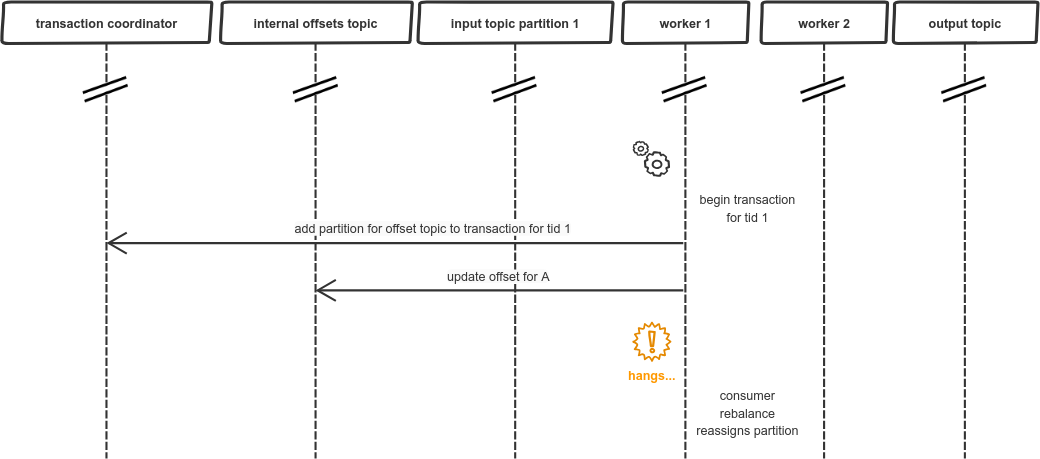 transaction coordinator
internal offsets topic
input topic partition 1
worker 1
worker 2
output topic
begin transaction
for tid 1
add partition for offset topic to transaction for tid 1
update offset for A
hangs...
consumer
rebalance
reassigns partition